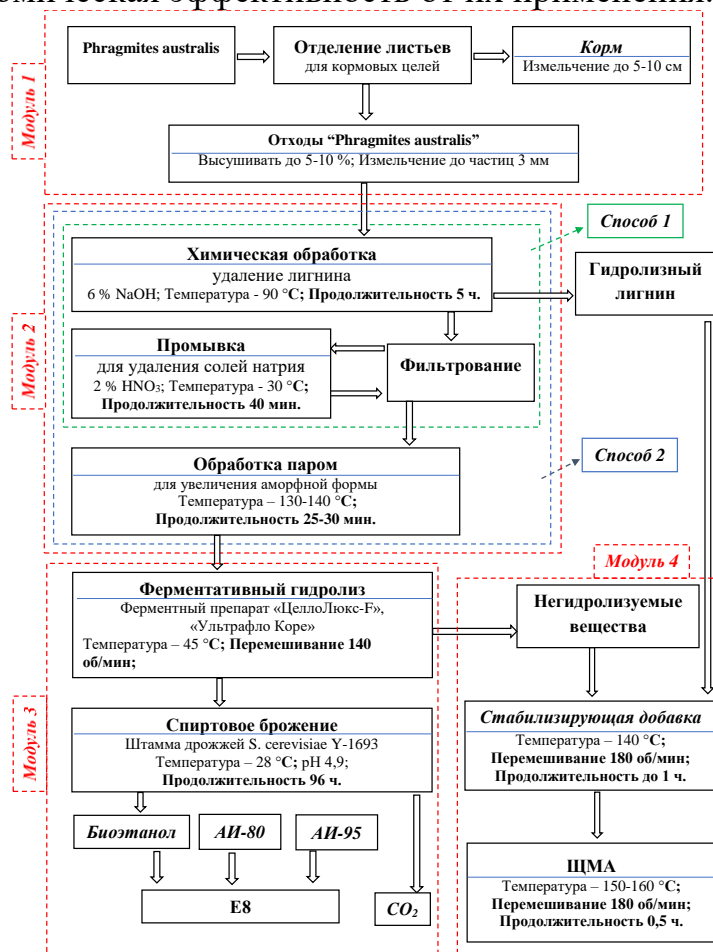 омическая эффективность от их применения.
Модуль 1
Phragmites australis
Отделение листьев
для кормовых целей
Корм
Измельчение до 5-10 см
Отходы “Phragmites australis”
Высушивать до 5-10 %; Измельчение до частиц 3 мм
Модуль 2
Способ 1
Химическая обработка
удаление лигнина
6 % NaOH; Температура - 90 °C; Продолжительность 5 ч.
Гидролизный
лигнин
Промывка
для удаления солей натрия
2 % HNO3; Температура - 30 °C;
Продолжительность 40 мин.
Фильтрование
Способ 2
Обработка паром
для увеличения аморфной формы
Температура – 130-140 °C;
Продолжительность 25-30 мин.
Модуль 3
Ферментативный гидролиз
Ферментный препарат «ЦеллоЛюкс-F»,
«Ультрафло Коре»
Температура – 45 °C; Перемешивание 140
об/мин;
Спиртовое брожение
Штамма дрожжей S. cerevisiae Y-1693
Температура – 28 °C; pH 4,9;
Продолжительность 96 ч.
Биоэтанол
АИ-80
АИ-95
E8
CO2
Модуль 4
Негидролизуемые
вещества
Стабилизирующая добавка
Температура – 140 °C;
Перемешивание 180 об/мин;
Продолжительность до 1 ч.
ЩМА
Температура – 150-160 °C;
Перемешивание 180 об/мин;
Продолжительность 0,5 ч.